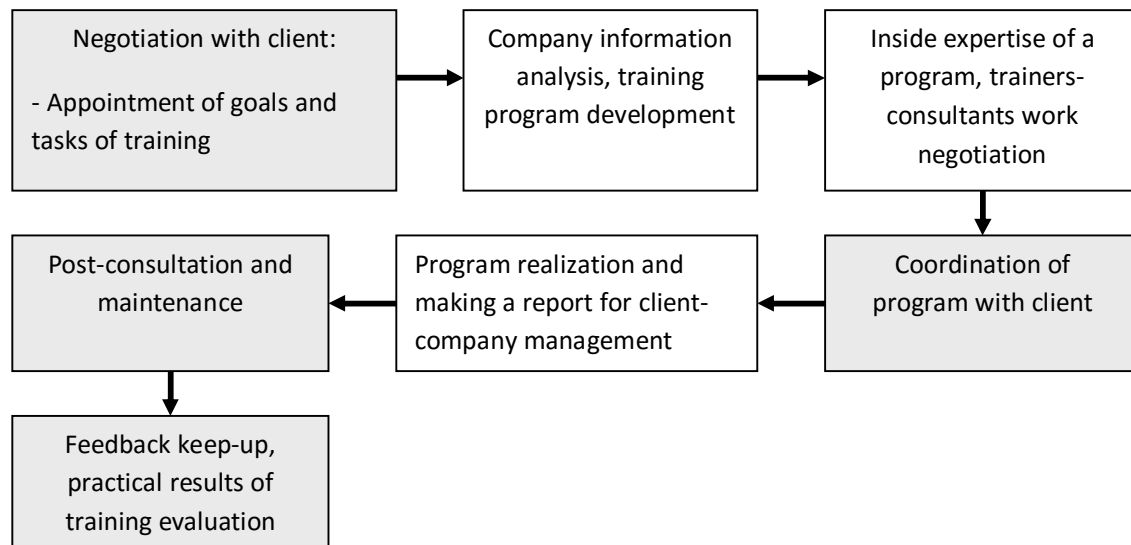 Negotiation with client:
- Appointment of goals and
tasks of training
Company information
analysis, training
program development
Inside expertise of a
program, trainers-
consultants work
negotiation
Coordination of
program with client
Program realization and
making a report for client-
company management
Post-consultation and
maintenance
Feedback keep-up,
practical results of
training evaluation